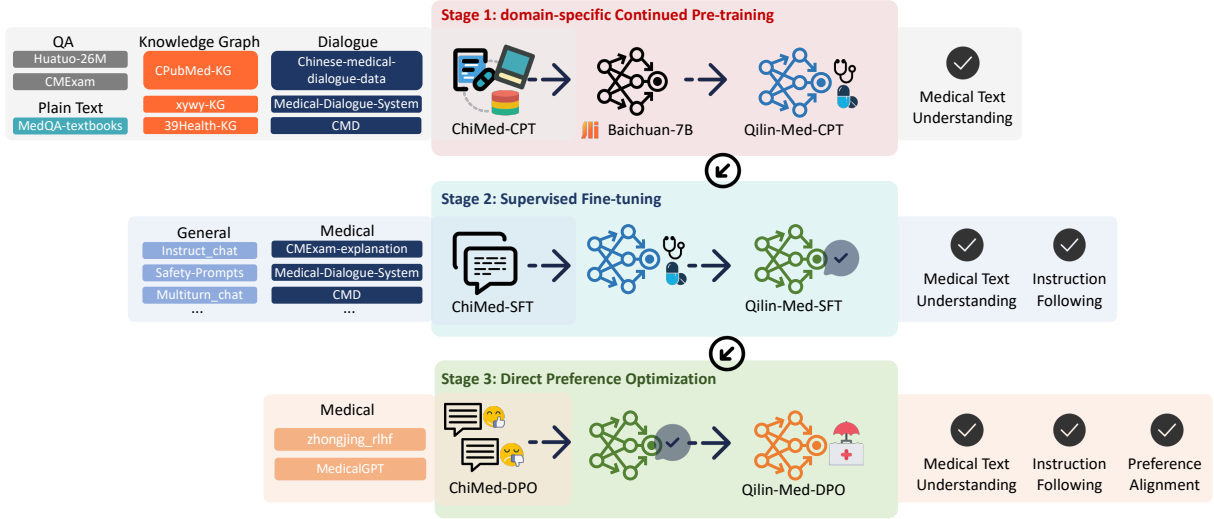 Stage 1: domain-specific Continued Pre-training
QA
Huatuo-26M
CMExam
Plain Text
MedQA-textbooks
Knowledge Graph
CPubMed-KG
xywy-KG
39Health-KG
Dialogue
Chinese-medical-
dialogue-data
Medical-Dialogue-System
CMD
ChiMed-CPT
Baichuan-7B
Qilin-Med-CPT
Medical Text
Understanding
Stage 2: Supervised Fine-tuning
General
Instruct_chat
Safety-Prompts
Multiturn_chat
...
Medical
CMExam-explanation
Medical-Dialogue-System
CMD
...
ChiMed-SFT
Qilin-Med-SFT
Medical Text
Understanding
Instruction
Following
Stage 3: Direct Preference Optimization
Medical
zhongjing_rlhf
MedicalGPT
ChiMed-DPO
Qilin-Med-DPO
Medical Text
Understanding
Instruction
Following
Preference
Alignment